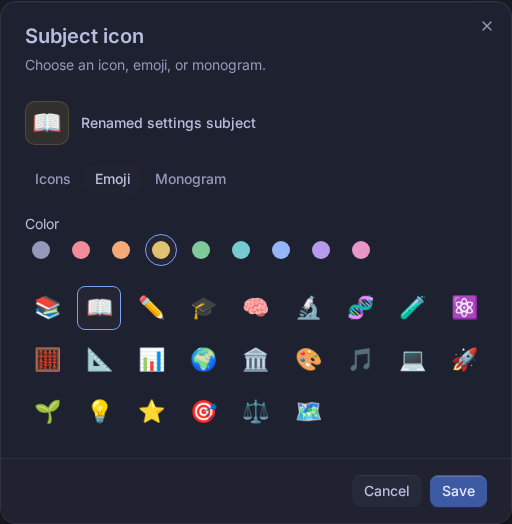 Subject icon
Choose an icon, emoji, or monogram.
Renamed settings subject
Icons Emoji Monogram
Color
Cancel Save